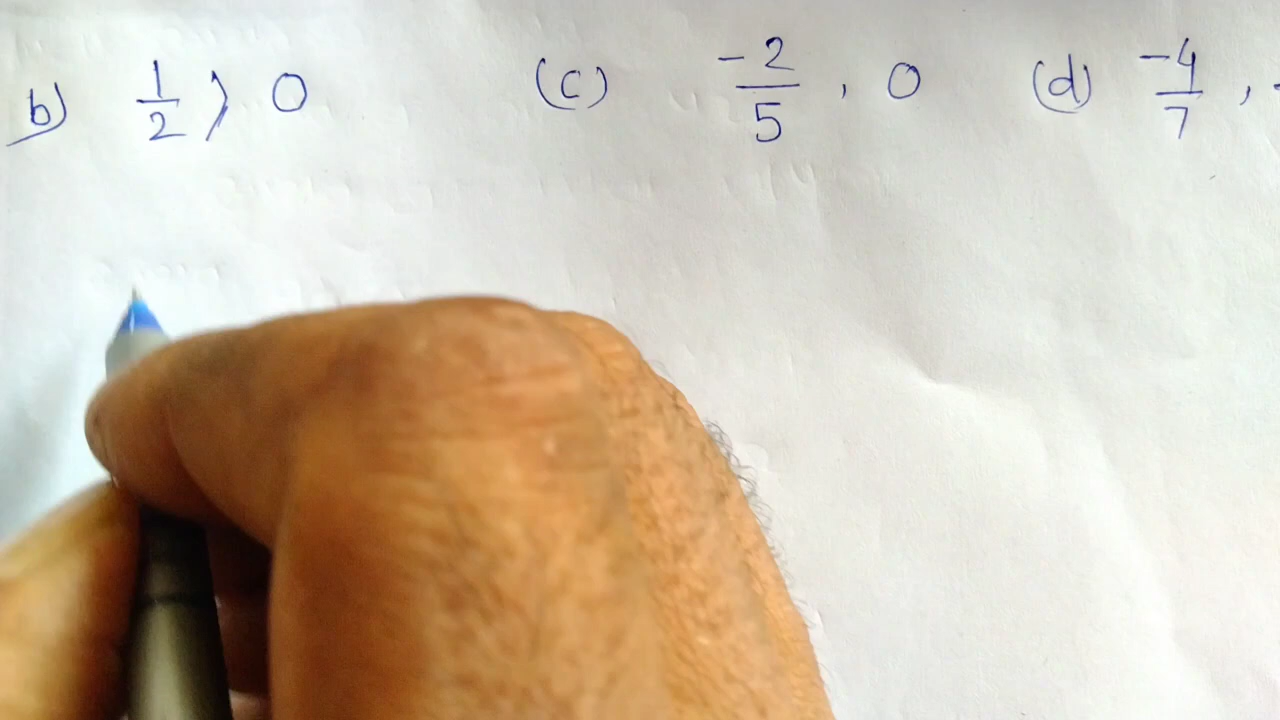 b) 1/2 > 0 (c) -2/5 , 0 (d) -4/7 ,